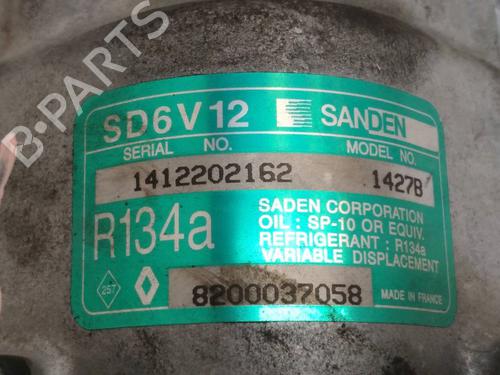 B-PARTS
SD6V12 SANDEN
SERIAL NO. MODEL NO.
1412202162 1427B
R134a
SADEN CORPORATION
OIL : SP-10 OR EQUIV.
REFRIGERANT : R134a
VARIABLE DISPLACEMENT
257
8200037058
MADE IN FRANCE